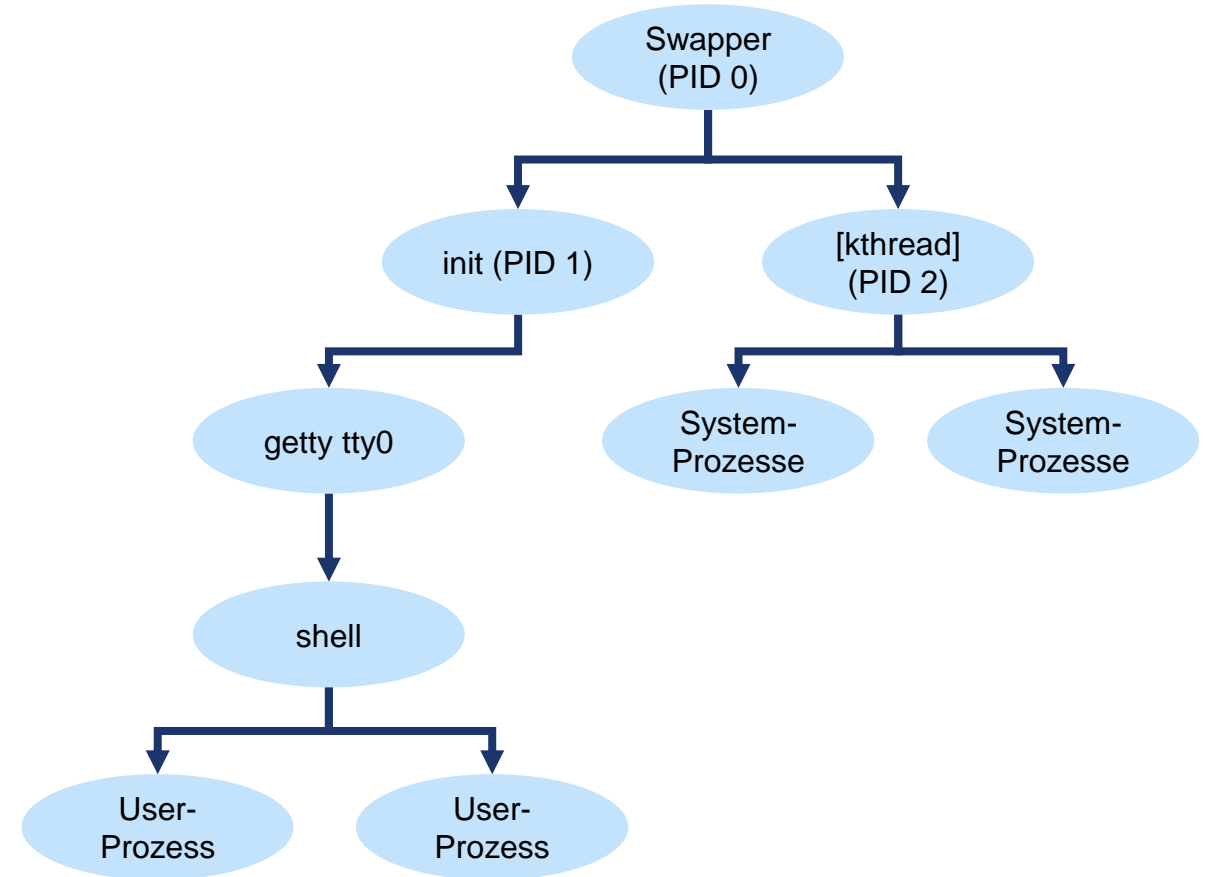 Swapper
(PID 0)
init (PID 1)
[kthread]
(PID 2)
getty tty0
System-
Prozesse
System-
Prozesse
shell
User-
Prozess
User-
Prozess